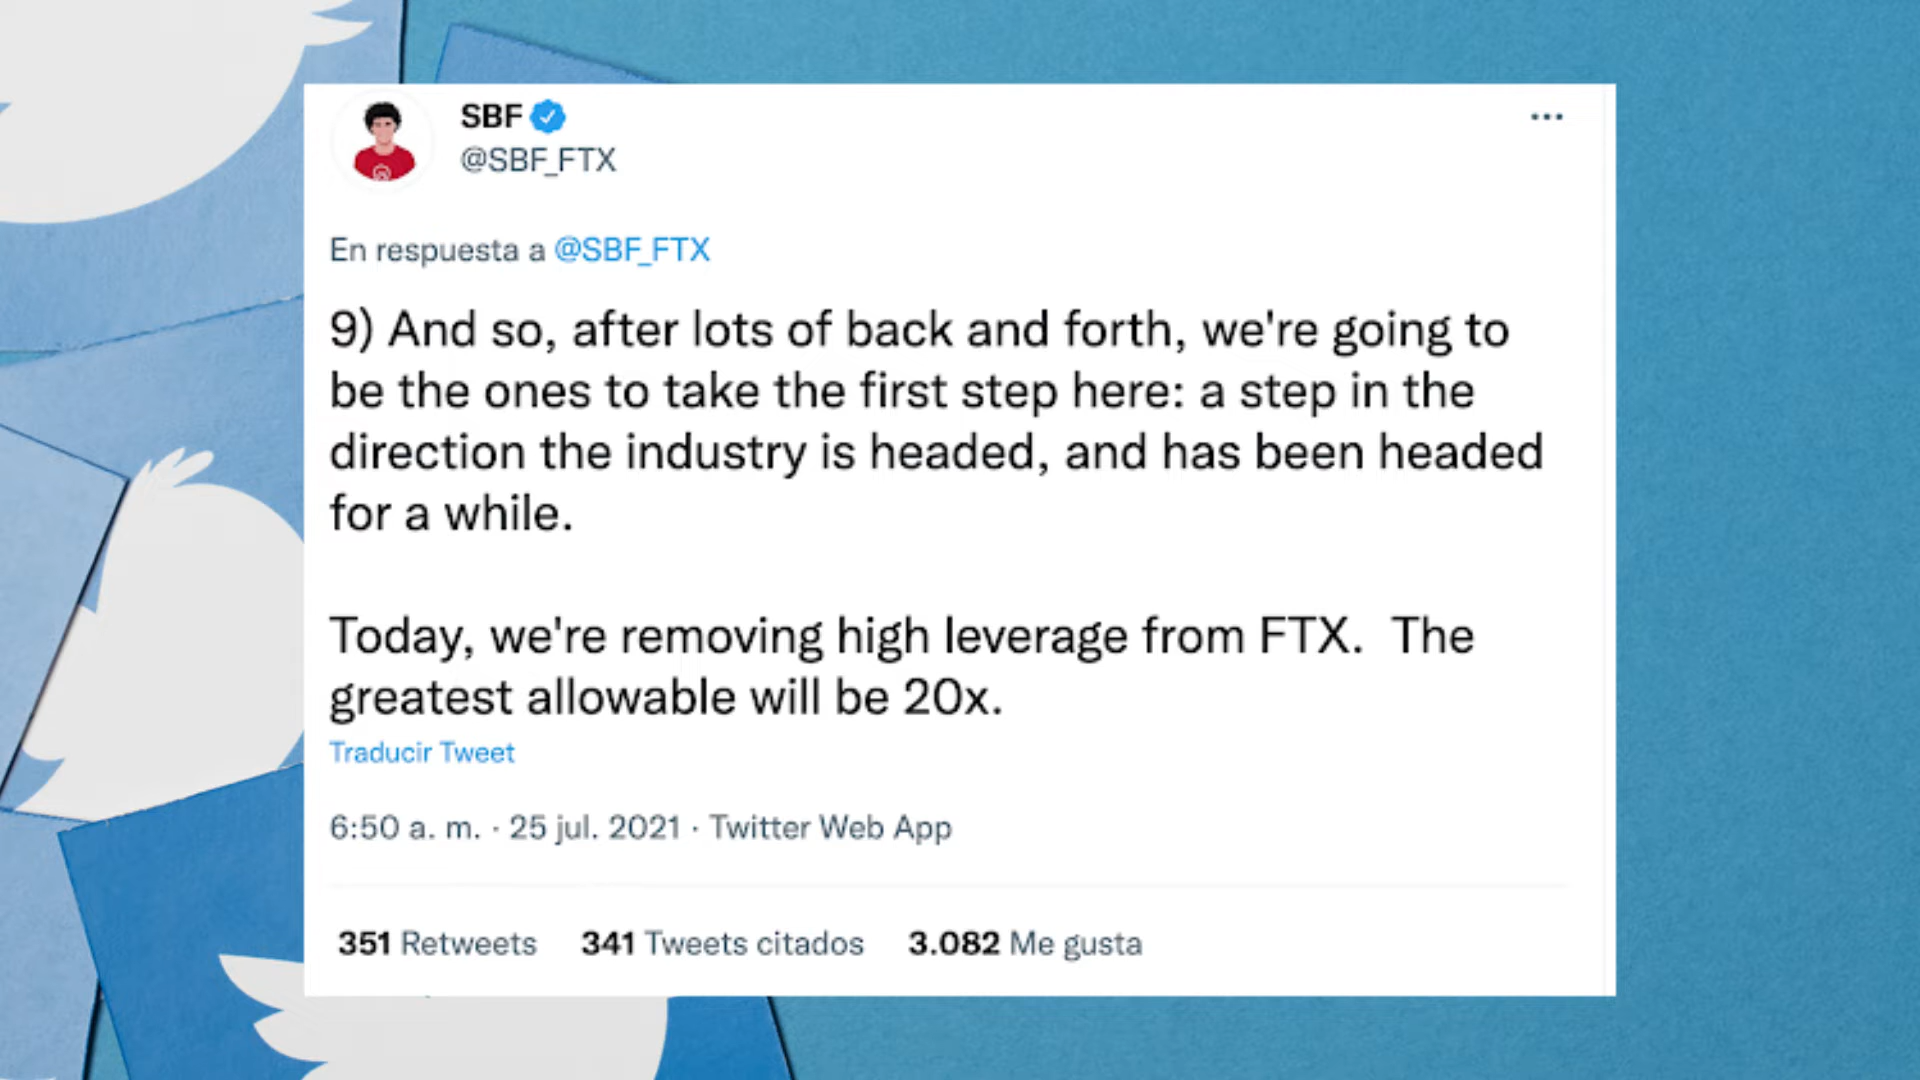 SBF
@SBF_FTX
En respuesta a @SBF_FTX
9) And so, after lots of back and forth, we're going to
be the ones to take the first step here: a step in the
direction the industry is headed, and has been headed
for a while.
Today, we're removing high leverage from FTX.  The
greatest allowable will be 20x.
Traducir Tweet
6:50 a. m. · 25 jul. 2021 · Twitter Web App
351 Retweets 341 Tweets citados 3.082 Me gusta